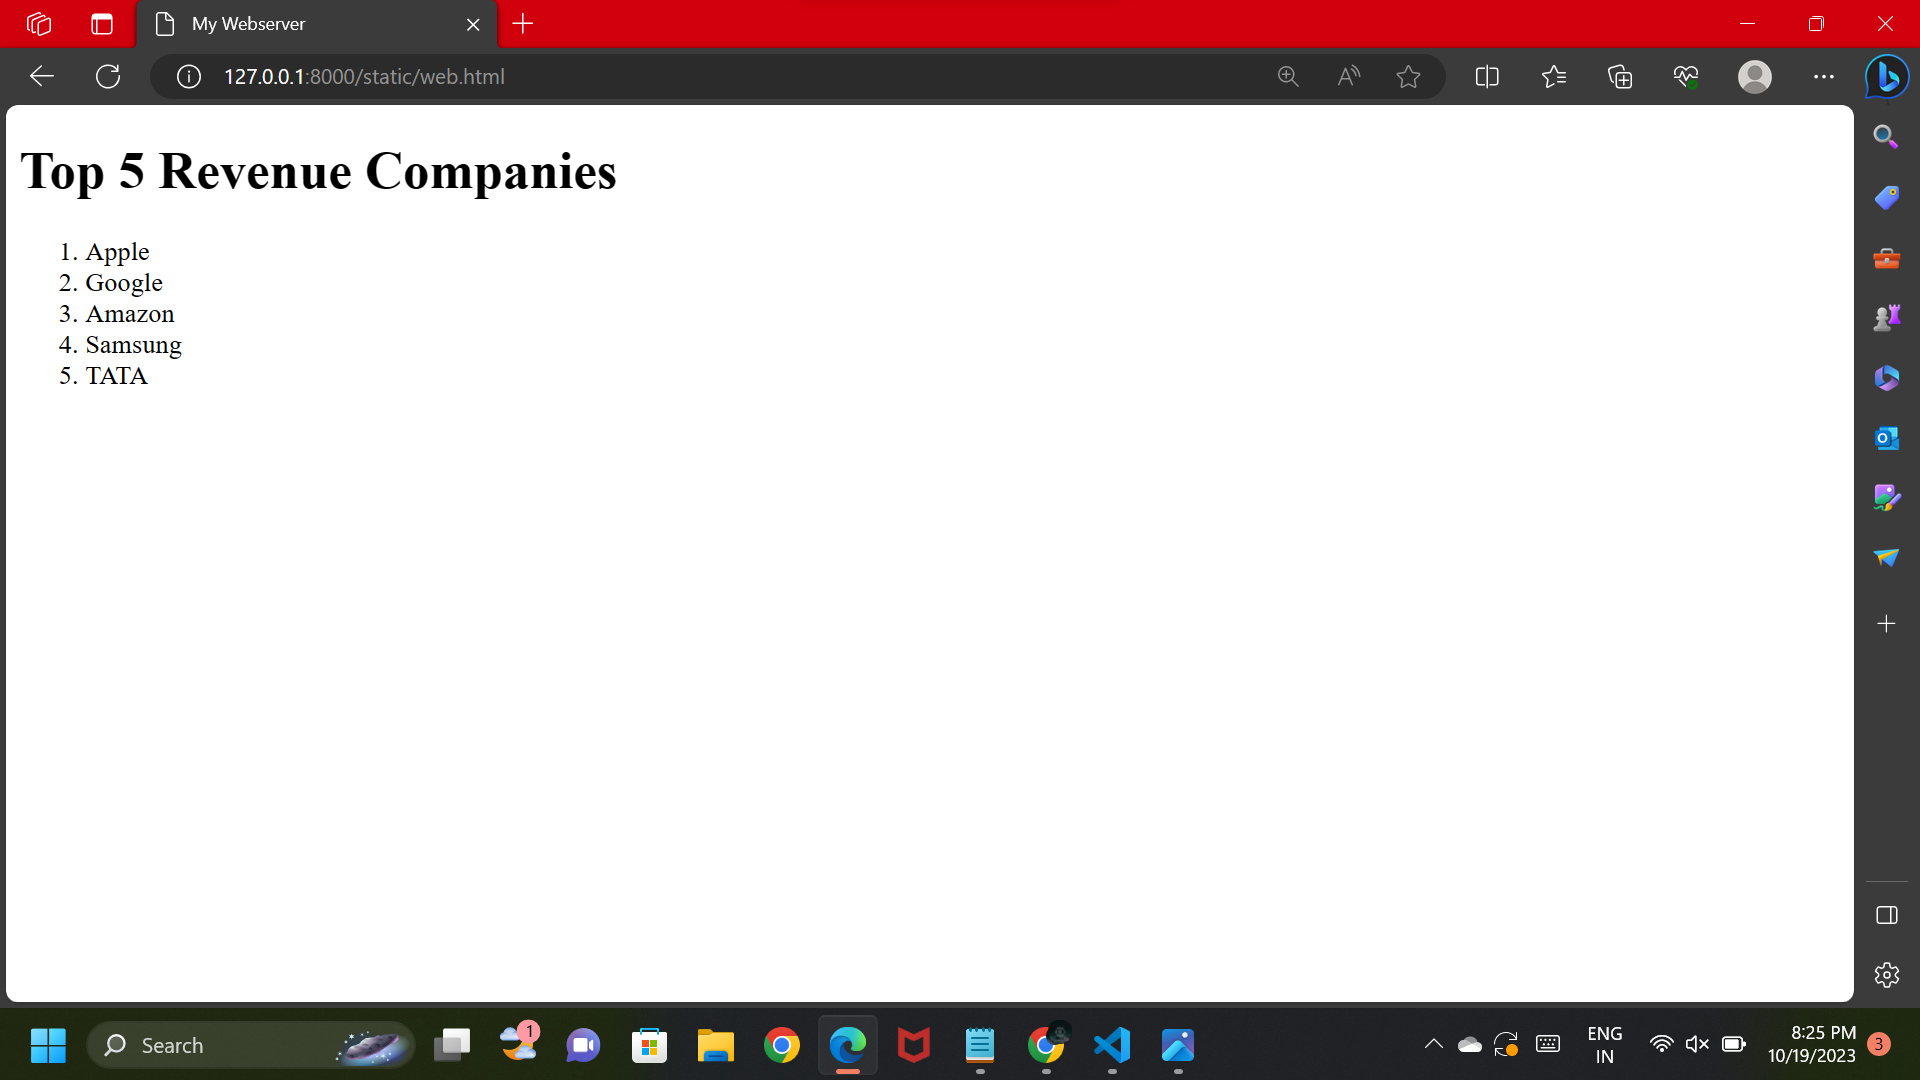 My Webserver
127.0.0.1:8000/static/web.html
Top 5 Revenue Companies
1. Apple
2. Google
3. Amazon
4. Samsung
5. TATA
Search
1
ENG
IN
8:25 PM
10/19/2023
3